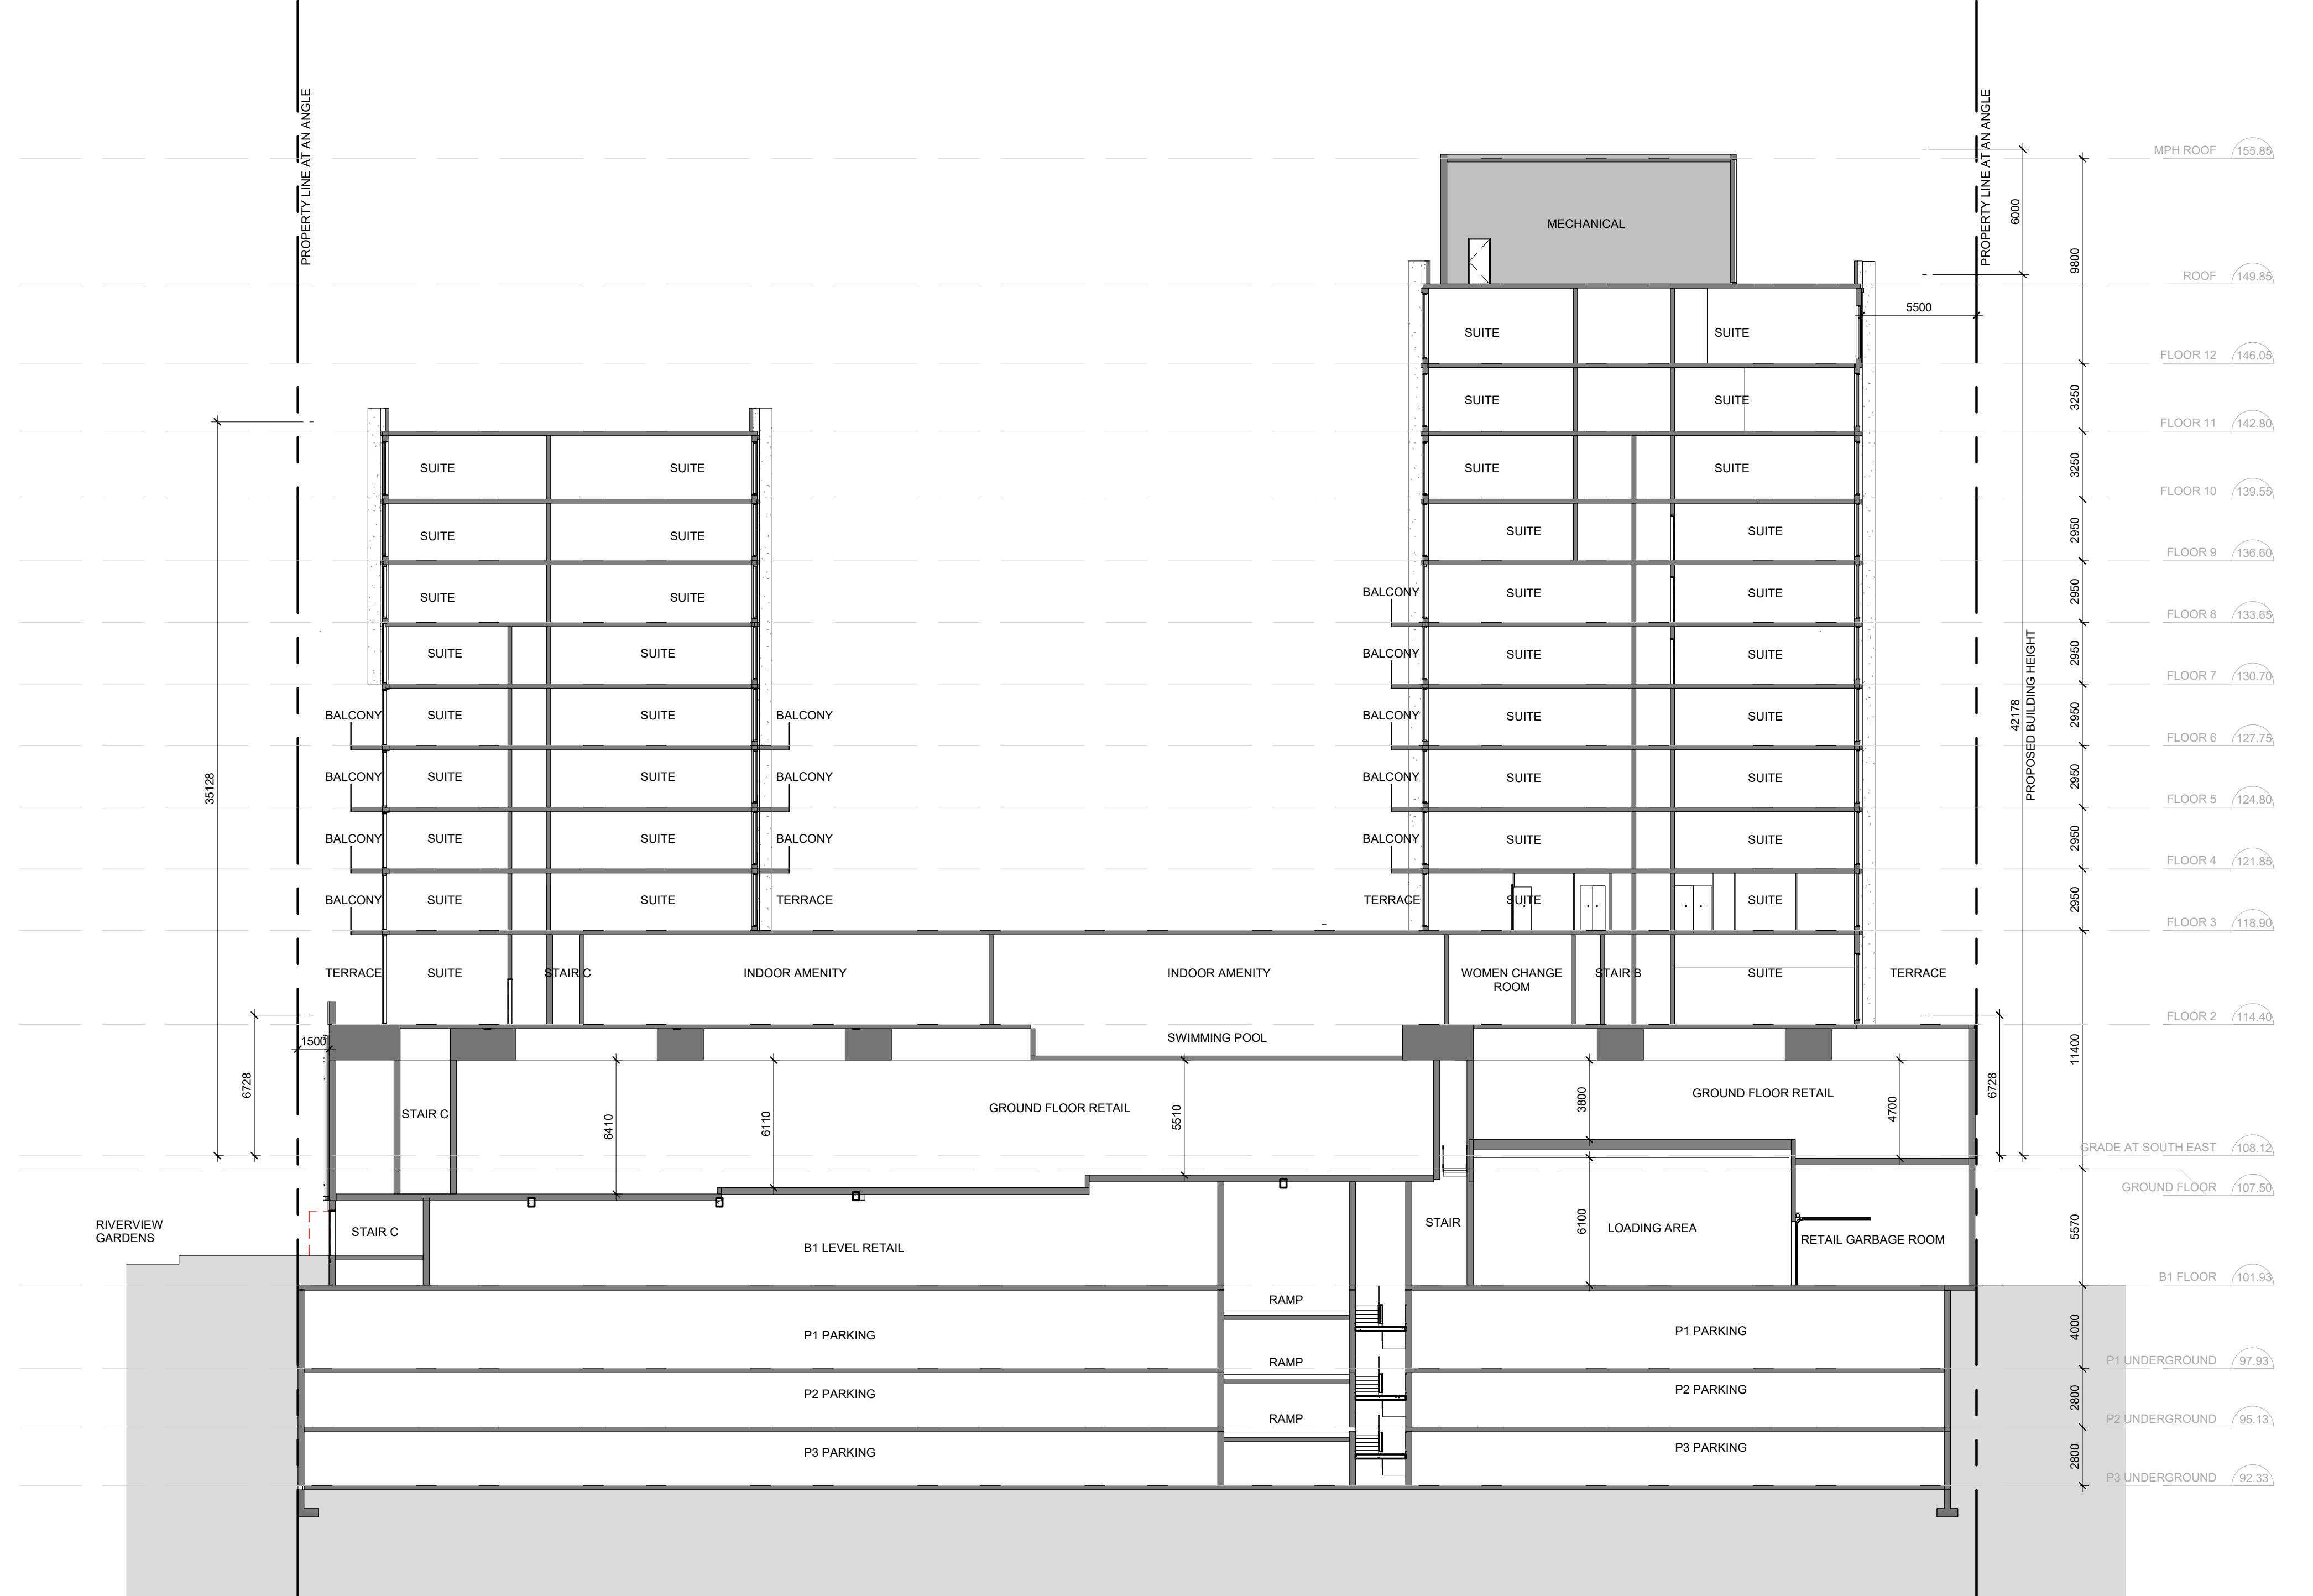 PROPERTY LINE AT AN ANGLE
PROPERTY LINE AT AN ANGLE
MPH ROOF 155.85
6000
MECHANICAL
9800
ROOF 149.85
5500
SUITE SUITE
FLOOR 12 146.05
SUITE SUITE
3250
FLOOR 11 142.80
SUITE SUITE SUITE SUITE
3250
FLOOR 10 139.55
SUITE SUITE SUITE SUITE
2950
FLOOR 9 136.60
SUITE SUITE BALCONY SUITE SUITE
2950
FLOOR 8 133.65
SUITE SUITE BALCONY SUITE SUITE
2950
FLOOR 7 130.70
BALCONY SUITE SUITE BALCONY BALCONY SUITE SUITE
2950
42178
PROPOSED BUILDING HEIGHT
FLOOR 6 127.75
35128
BALCONY SUITE SUITE BALCONY BALCONY SUITE SUITE
2950
FLOOR 5 124.80
BALCONY SUITE SUITE BALCONY BALCONY SUITE SUITE
2950
FLOOR 4 121.85
BALCONY SUITE SUITE TERRACE TERRACE SUITE SUITE
2950
FLOOR 3 118.90
TERRACE SUITE STAIR C INDOOR AMENITY INDOOR AMENITY WOMEN CHANGE
ROOM
STAIR B SUITE TERRACE
FLOOR 2 114.40
1500
SWIMMING POOL
11400
6728
6728
STAIR C
6410
6110
GROUND FLOOR RETAIL
5510
3800
GROUND FLOOR RETAIL
4700
GRADE AT SOUTH EAST 108.12
GROUND FLOOR 107.50
RIVERVIEW
GARDENS
STAIR C
B1 LEVEL RETAIL
STAIR
6100
LOADING AREA
RETAIL GARBAGE ROOM
5570
B1 FLOOR 101.93
RAMP
P1 PARKING P1 PARKING
4000
P1 UNDERGROUND 97.93
RAMP
P2 PARKING P2 PARKING
2800
P2 UNDERGROUND 95.13
RAMP
P3 PARKING P3 PARKING
2800
P3 UNDERGROUND 92.33